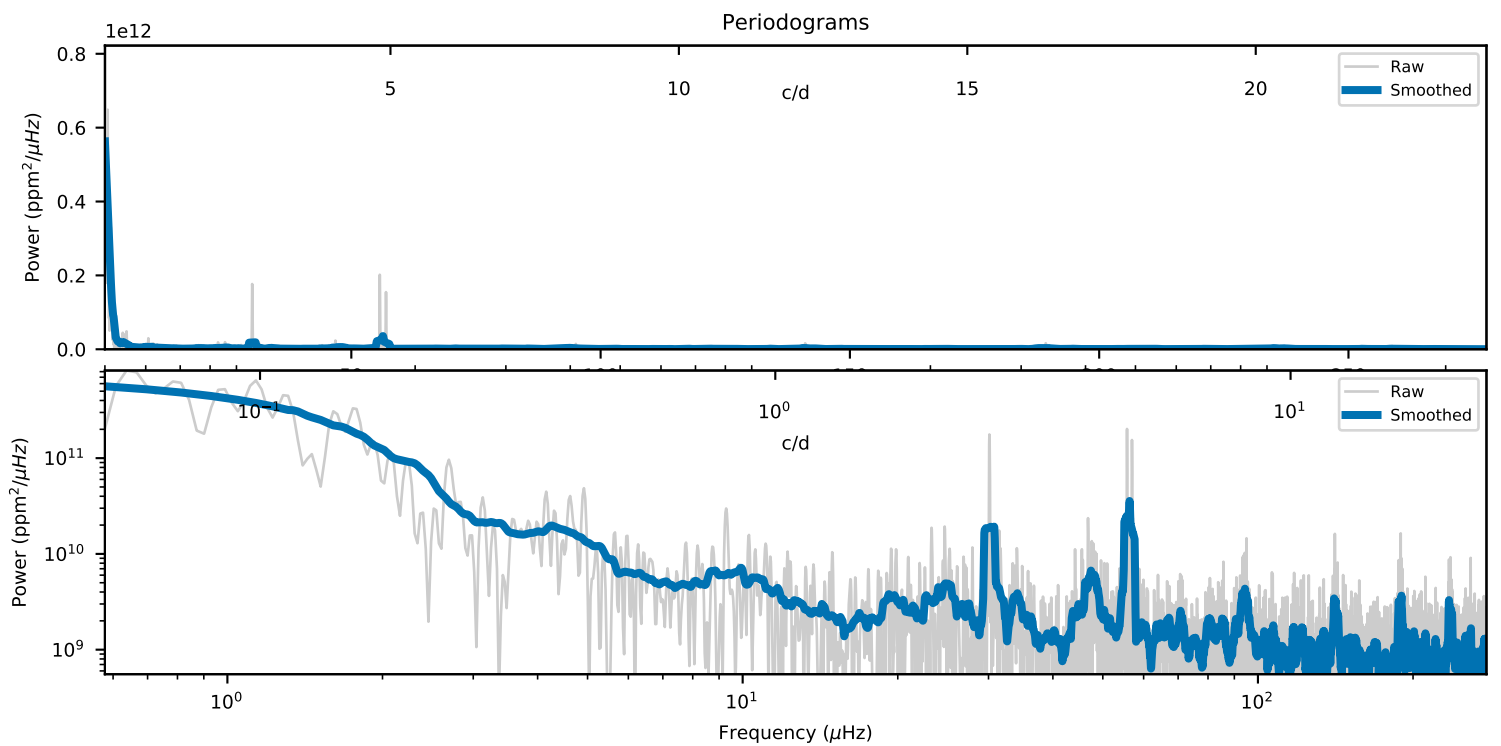 Periodograms
1e12
0.8
0.6
0.4
0.2
0.0
Power (ppm²/μHz)
5 10 15 20
c/d
Raw
Smoothed
10⁻¹ 10⁰ 10¹
c/d
Raw
Smoothed
10¹¹
10¹⁰
10⁹
Power (ppm²/μHz)
10⁰ 10¹ 10²
Frequency (μHz)